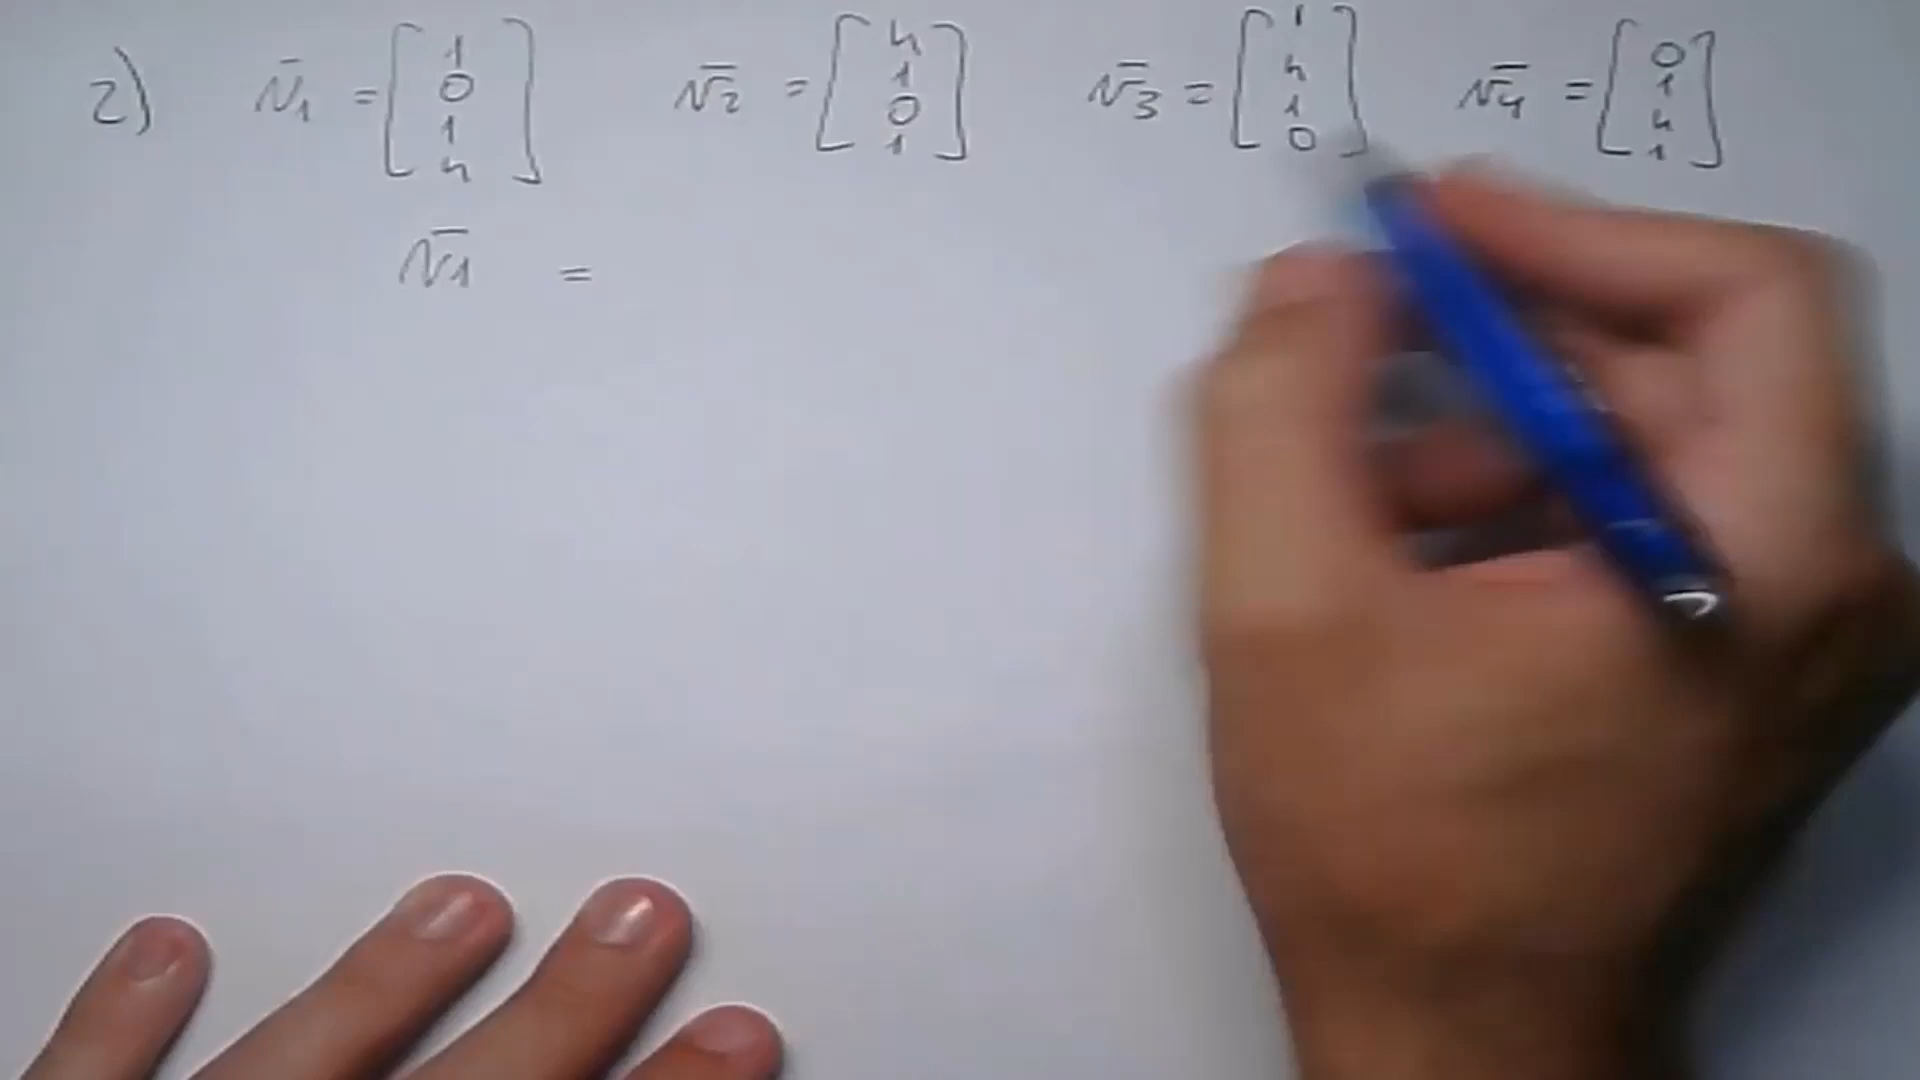 2) v̄1 = [1 0 1 n] v̄2 = [n 1 0 1] v̄3 = [1 n 1 0] v̄4 = [0 1 n 1]
v̄1 =